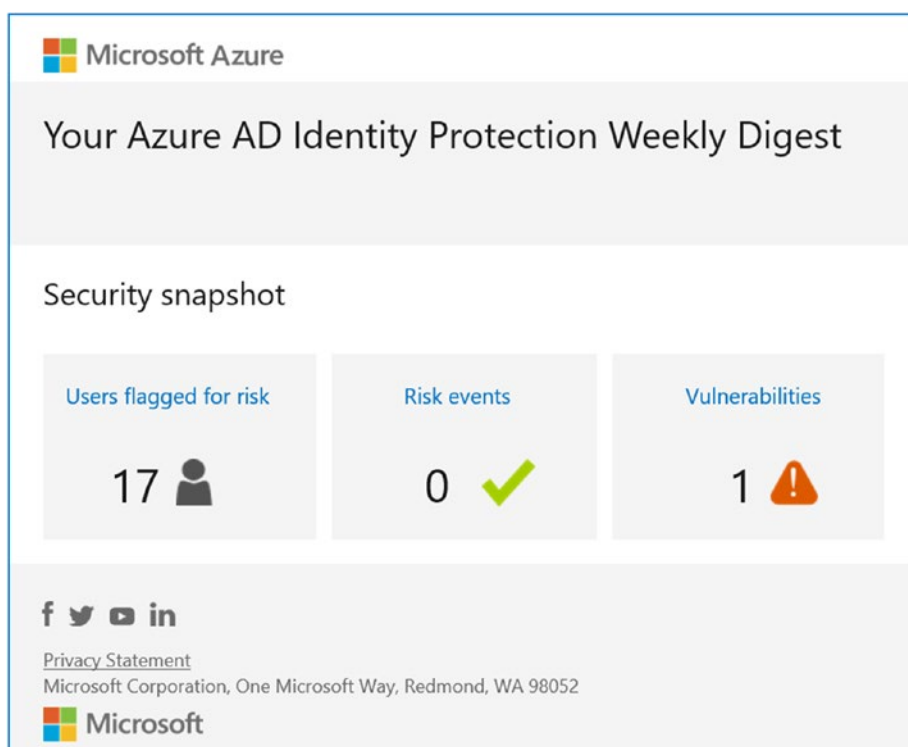 Microsoft Azure
Your Azure AD Identity Protection Weekly Digest
Security snapshot
Users flagged for risk
Risk events
Vulnerabilities
17
0
1
Privacy Statement
Microsoft Corporation, One Microsoft Way, Redmond, WA 98052
Microsoft